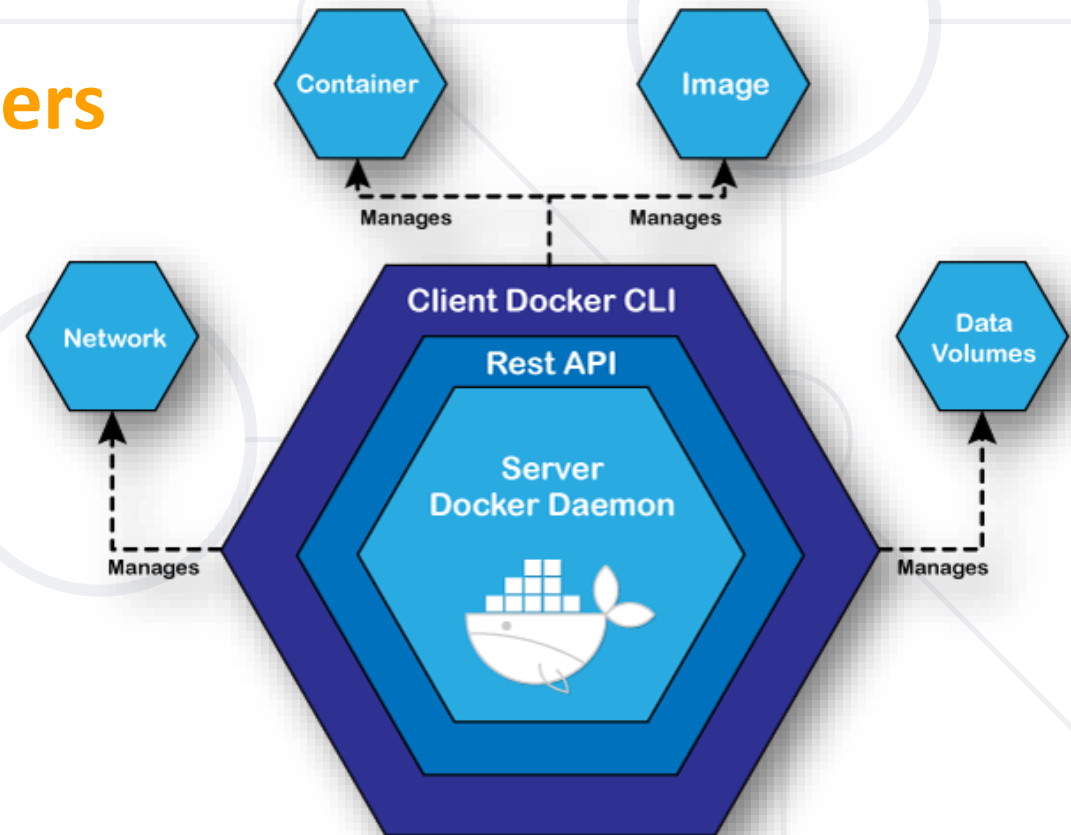 ers
Container
Image
Manages
Manages
Client Docker CLI
Network
Rest API
Data
Volumes
Server
Docker Daemon
Manages
Manages